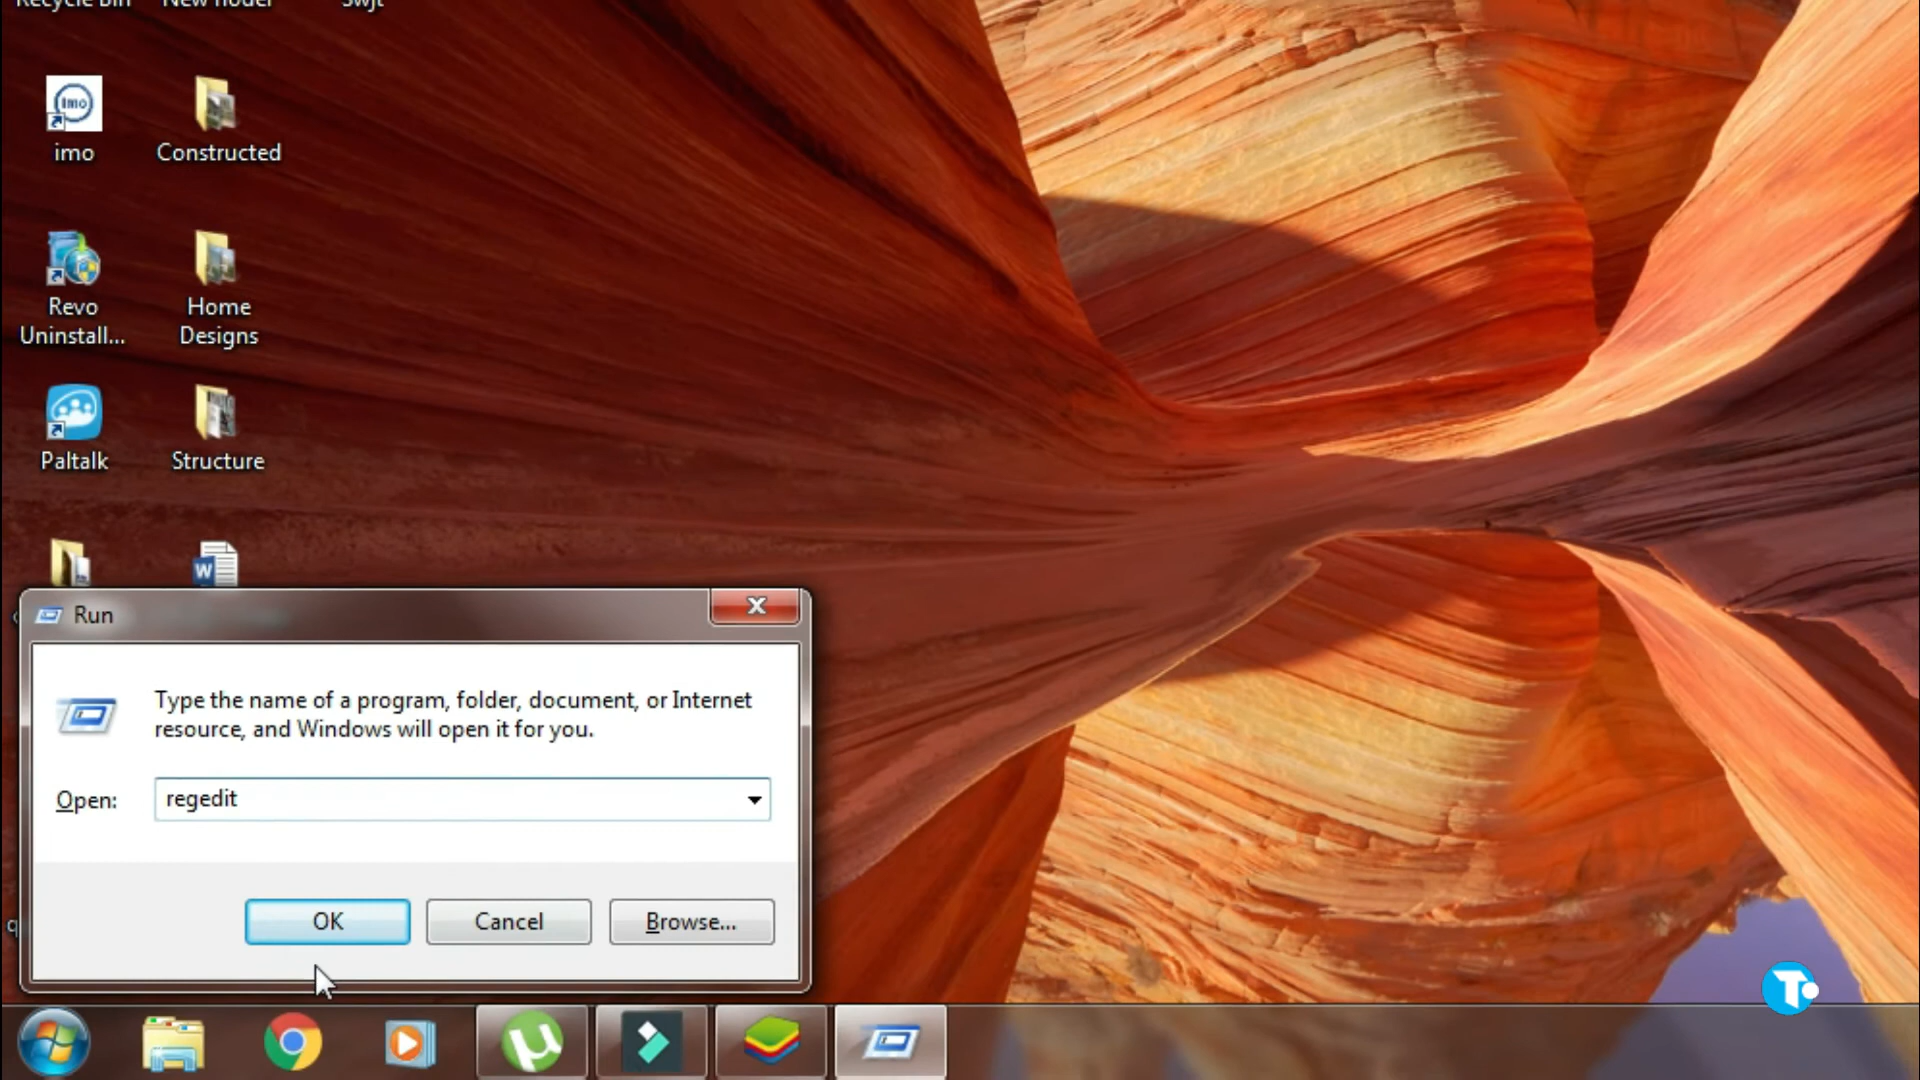 Recycle Bin
New folder
Swjt
imo
imo
Constructed
Revo
Uninstall...
Home
Designs
Paltalk
Structure
W
Run
Type the name of a program, folder, document, or Internet
resource, and Windows will open it for you.
Open:
regedit
OK
Cancel
Browse...